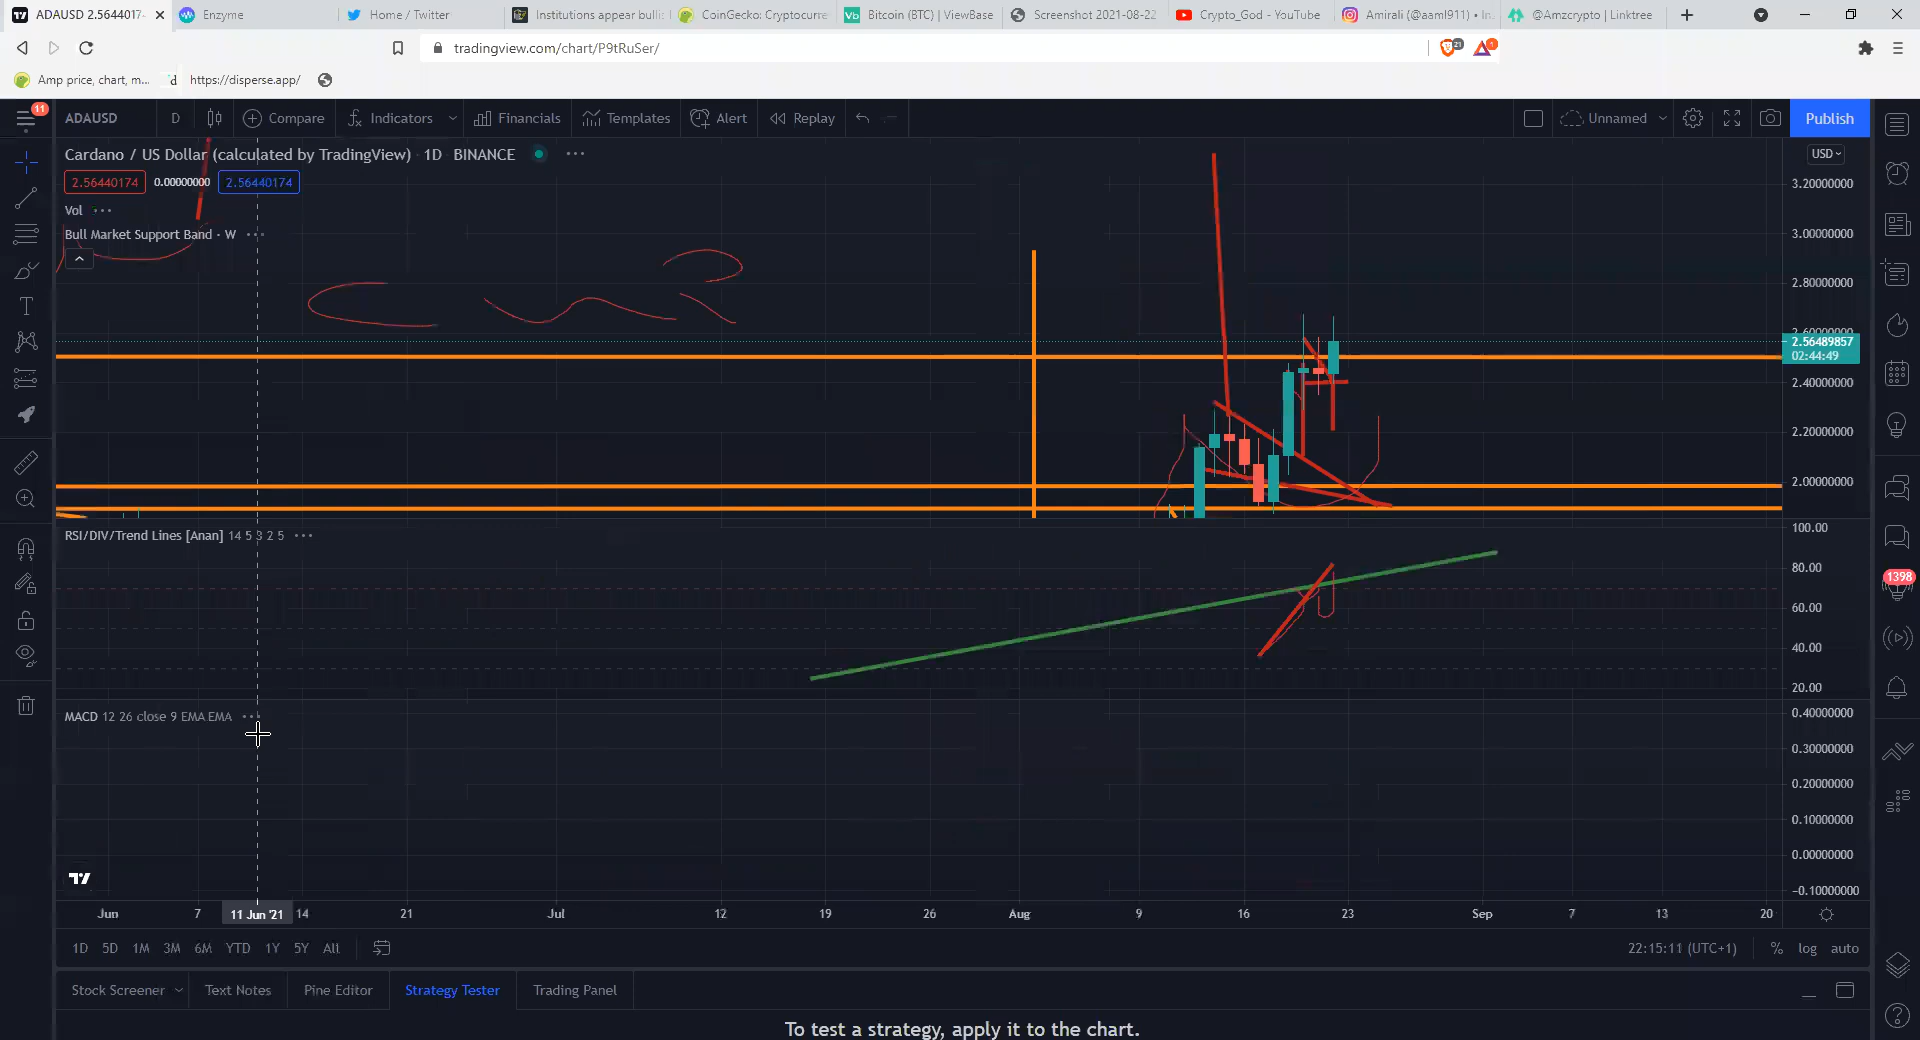 ADAUSD 2.5644017
Enzyme
Home / Twitter
Institutions appear bullis
CoinGecko: Cryptocurre
Vb Bitcoin (BTC) | ViewBase
Screenshot 2021-08-22
Crypto_God - YouTube
Amirali (@aaml911) • In
@Amzcrypto | Linktree
tradingview.com/chart/P9tRuSer/
21
1
Amp price, chart, m...
d https://disperse.app/
11
ADAUSD D Compare Indicators Financials Templates Alert Replay Unnamed Publish
Cardano / US Dollar (calculated by TradingView) 1D BINANCE
USD
2.56440174 0.00000000 2.56440174
Vol
Bull Market Support Band · W
3.20000000
3.00000000
2.80000000
2.60000000
2.56489857
02:44:49
2.40000000
2.20000000
2.00000000
RSI/DIV/Trend Lines [Anan] 14 5 3 2 5
100.00
80.00
60.00
40.00
20.00
1398
MACD 12 26 close 9 EMA EMA
0.40000000
0.30000000
0.20000000
0.10000000
0.00000000
−0.10000000
Jun 7 11 Jun '21 14 21 Jul 12 19 26 Aug 9 16 23 Sep 7 13 20
1D 5D 1M 3M 6M YTD 1Y 5Y All
22:15:11 (UTC+1) % log auto
Stock Screener Text Notes Pine Editor Strategy Tester Trading Panel
To test a strategy, apply it to the chart.